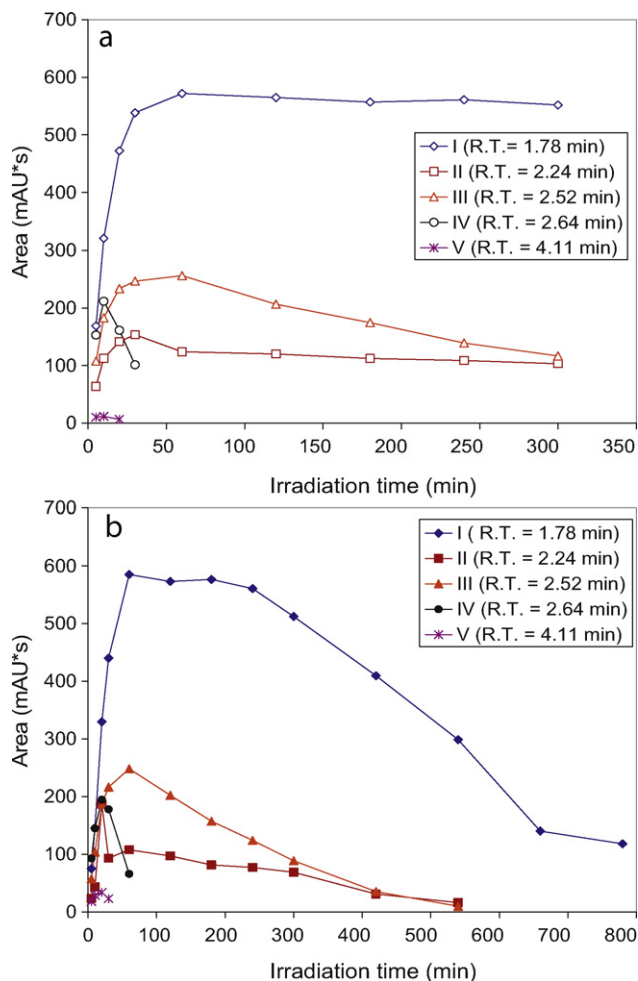 a
700
600
500
400
300
200
100
0
Area (mAU*s)
I (R.T.= 1.78 min)
II (R.T. = 2.24 min)
III (R.T. = 2.52 min)
IV (R.T. = 2.64 min)
V (R.T. = 4.11 min)
0 50 100 150 200 250 300 350
Irradiation time (min)
b
700
600
500
400
300
200
100
0
Area (mAU*s)
I ( R.T. = 1.78 min)
II (R.T. = 2.24 min)
III (R.T. = 2.52 min)
IV (R.T. = 2.64 min)
V (R.T. = 4.11 min)
0 100 200 300 400 500 600 700 800
Irradiation time (min)